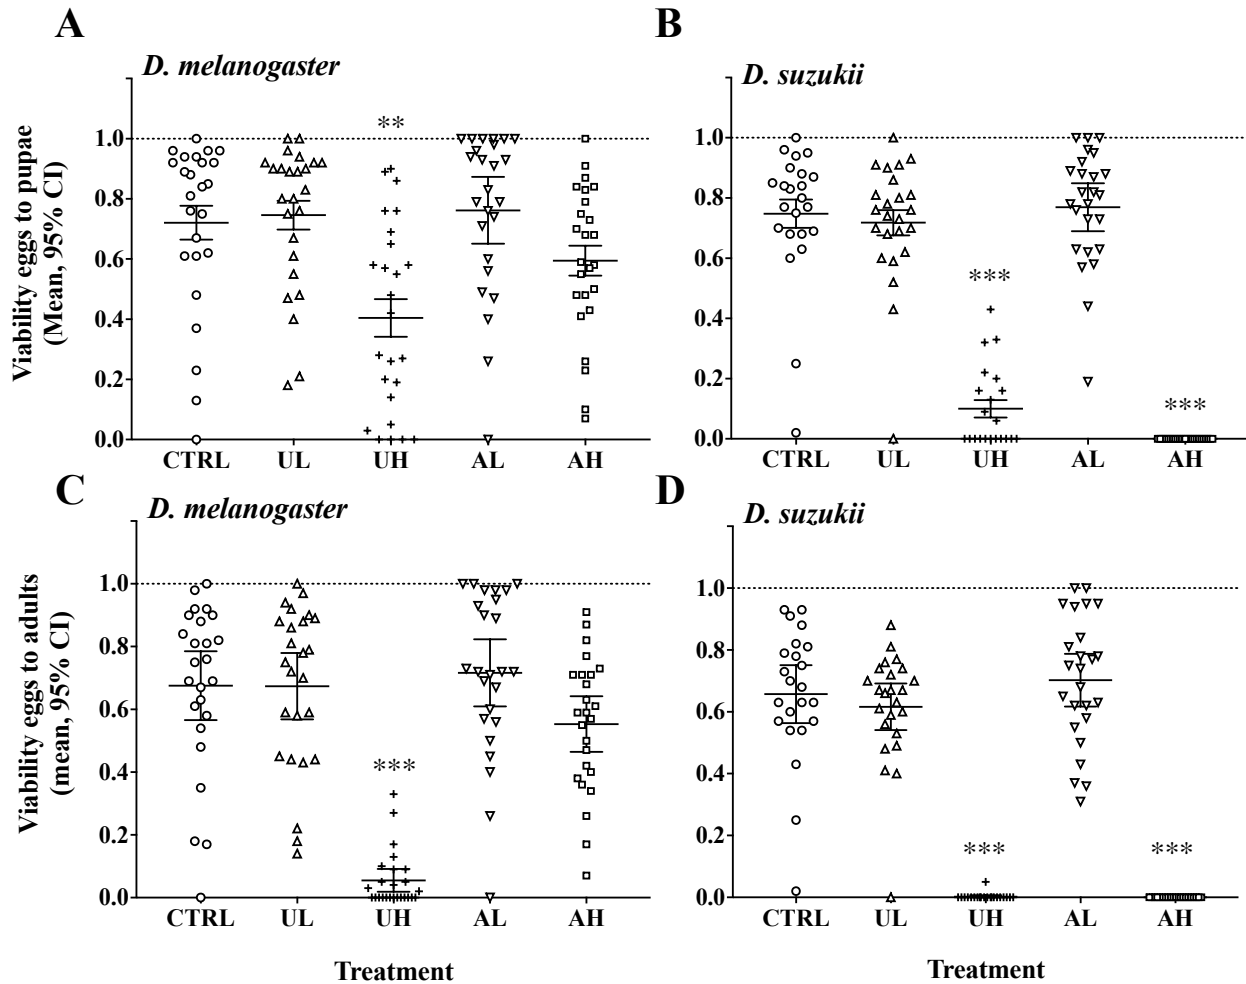 A
B
D. melanogaster
D. suzukii
Viability eggs to pupae
(Mean, 95% CI)
1.0
0.8
0.6
0.4
0.2
0.0
**
CTRL UL UH AL AH
1.0
0.8
0.6
0.4
0.2
0.0
***
***
CTRL UL UH AL AH
C
D
D. melanogaster
D. suzukii
Viability eggs to adults
(mean, 95% CI)
1.0
0.8
0.6
0.4
0.2
0.0
***
CTRL UL UH AL AH
Treatment
1.0
0.8
0.6
0.4
0.2
0.0
***
***
CTRL UL UH AL AH
Treatment